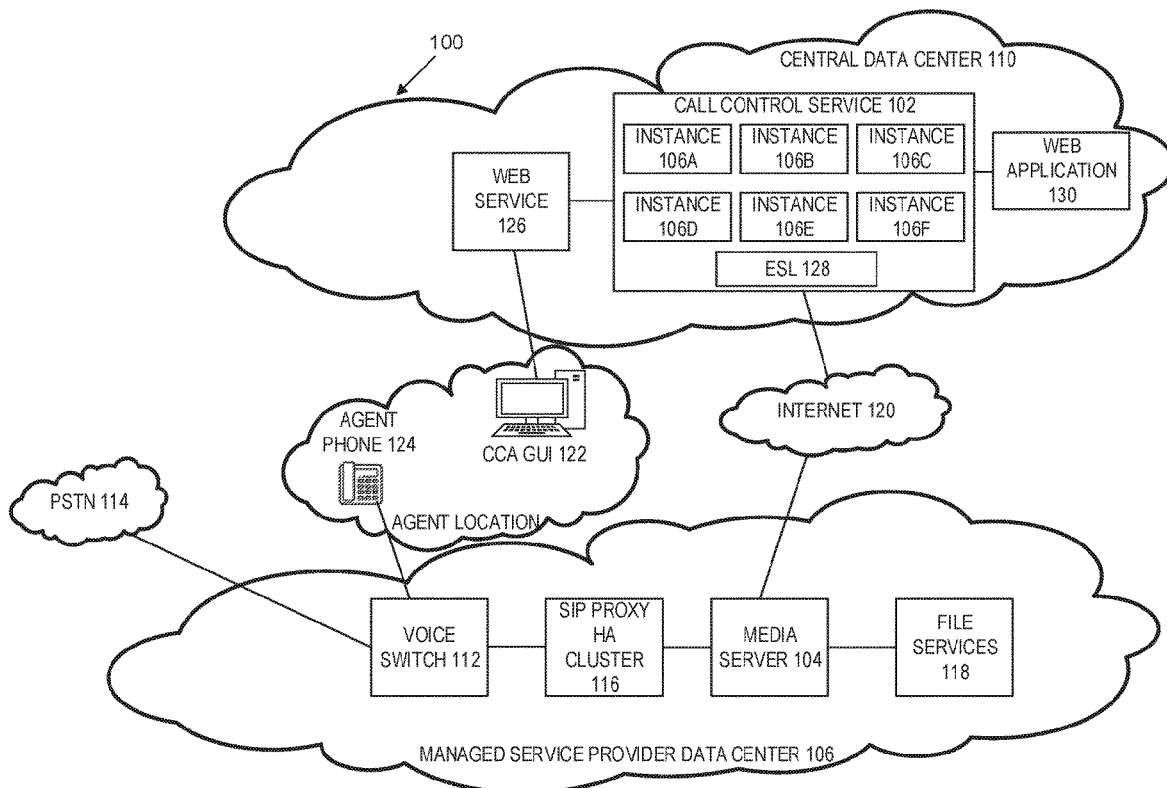 100
CENTRAL DATA CENTER 110
CALL CONTROL SERVICE 102
INSTANCE
106A
INSTANCE
106B
INSTANCE
106C
INSTANCE
106D
INSTANCE
106E
INSTANCE
106F
ESL 128
WEB
SERVICE
126
WEB
APPLICATION
130
AGENT
PHONE 124
CCA GUI 122
AGENT LOCATION
INTERNET 120
PSTN 114
VOICE
SWITCH 112
SIP PROXY
HA
CLUSTER
116
MEDIA
SERVER 104
FILE
SERVICES
118
MANAGED SERVICE PROVIDER DATA CENTER 106